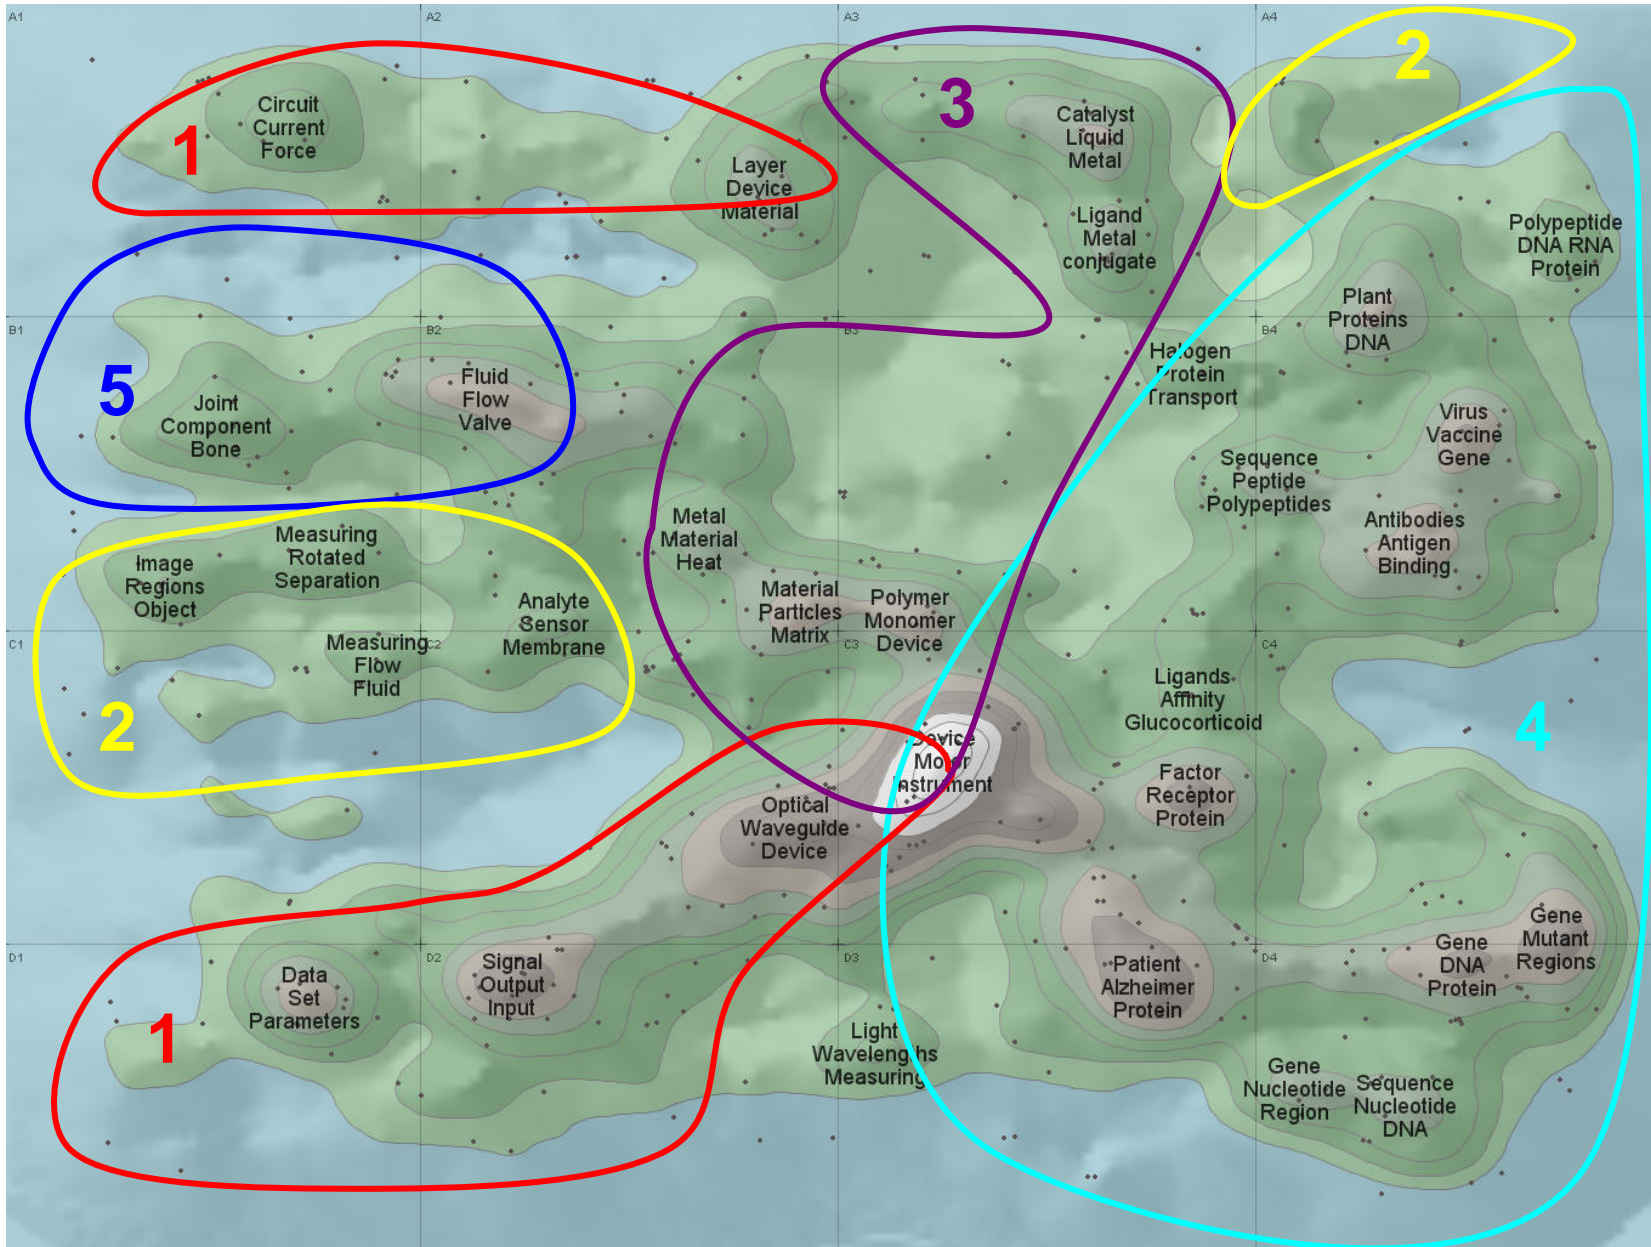 A1
A2
A3
A4
2
3
Circuit
Current
Force
Catalyst
Liquid
Metal
1
Layer
Device
Material
Ligand
Metal
conjugate
Polypeptide
DNA RNA
Protein
Plant
Proteins
DNA
B1
B2
B3
B4
Halogen
Protein
Transport
5
Fluid
Flow
Valve
Joint
Component
Bone
Virus
Vaccine
Gene
Sequence
Peptide
Polypeptides
Metal
Material
Heat
Antibodies
Antigen
Binding
Measuring
Rotated
Separation
Image
Regions
Object
Material
Particles
Matrix
Polymer
Monomer
Device
Analyte
Sensor
Membrane
C1
C2
C3
C4
Measuring
Flow
Fluid
Ligands
Affinity
Glucocorticoid
2
4
Device
Motor
Instrument
Factor
Receptor
Protein
Optical
Waveguide
Device
Gene
Mutant
Regions
D1
D2
D3
D4
Gene
DNA
Protein
Signal
Output
Input
Patient
Alzheimer
Protein
Data
Set
Parameters
1
Light
Wavelengths
Measuring
Gene
Nucleotide
Region
Sequence
Nucleotide
DNA